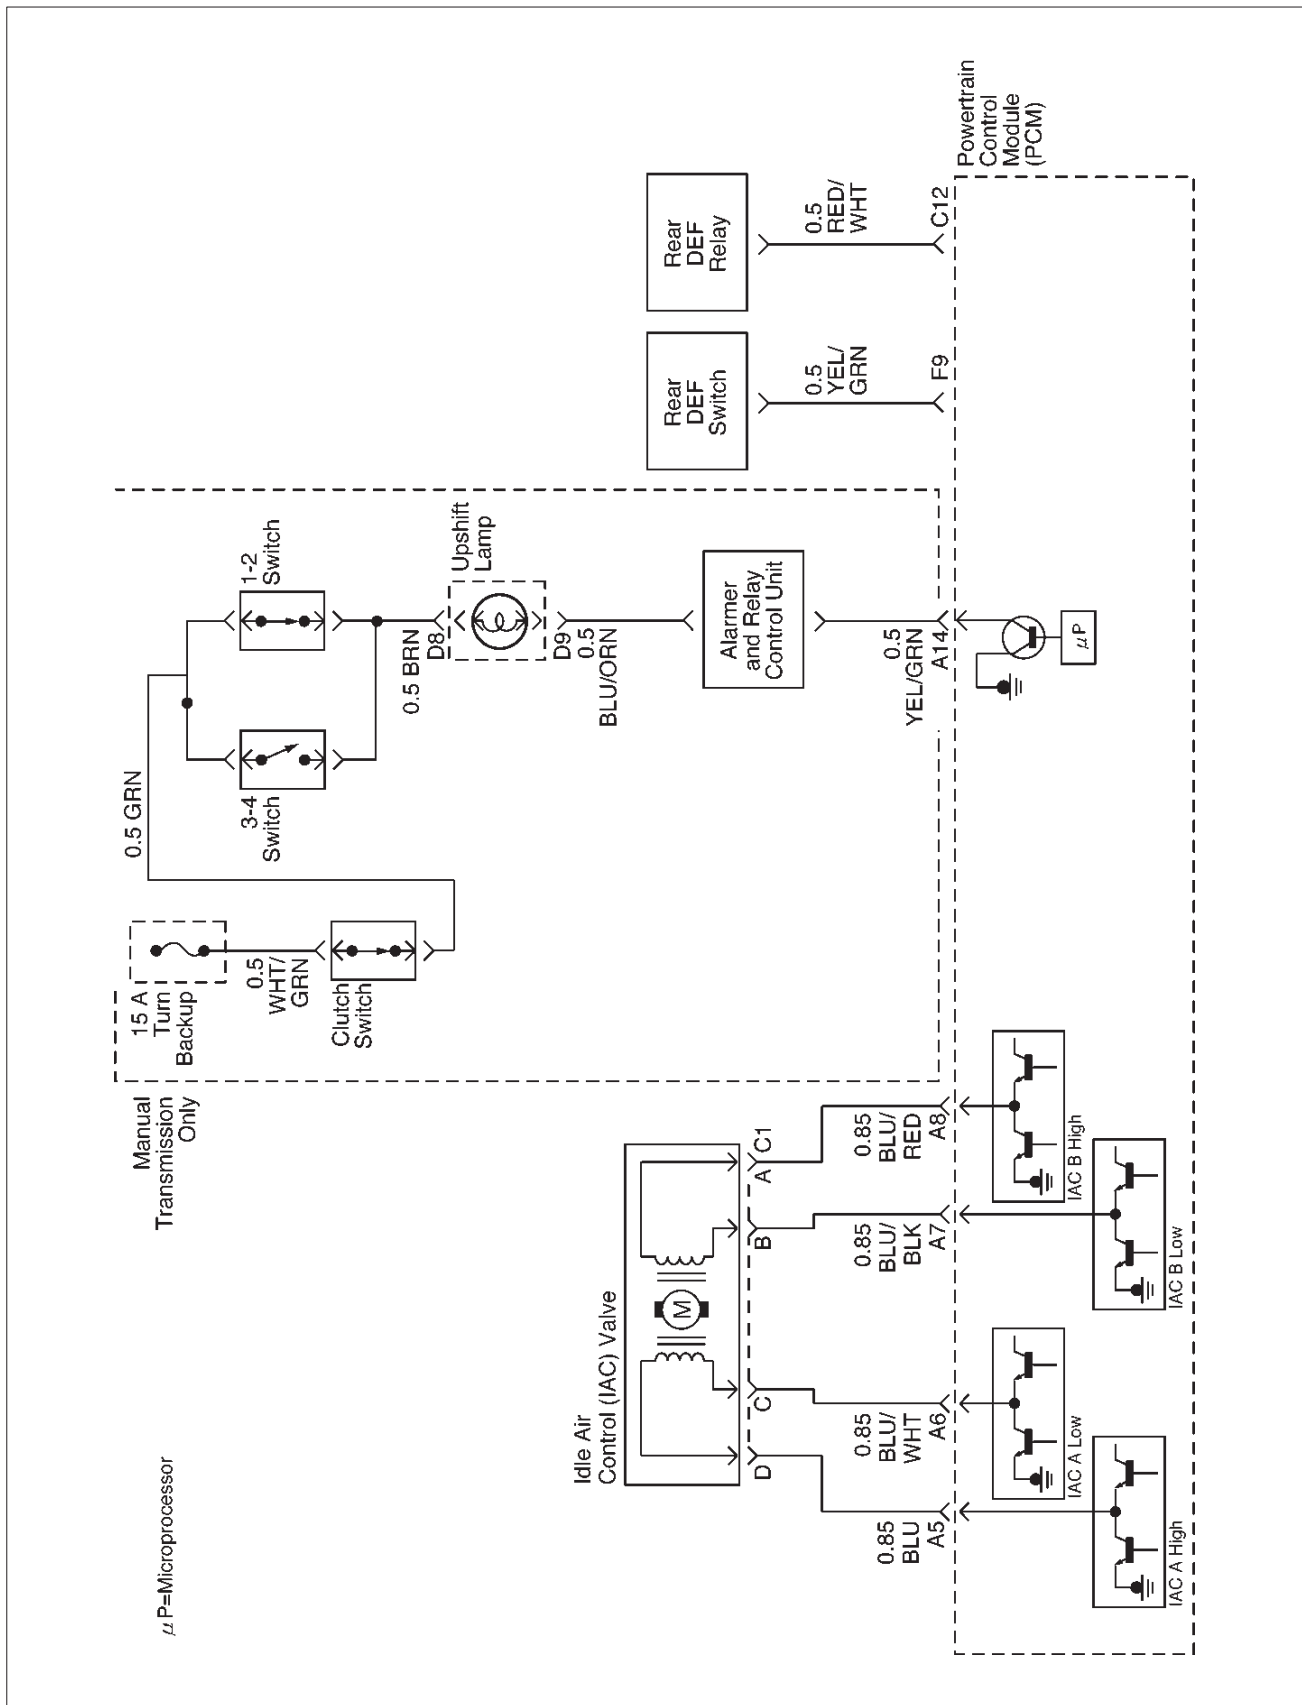 μP=Microprocessor
Manual
Transmission
Only
15 A
Turn
Backup
0.5
WHT/
GRN
Clutch
Switch
0.5 GRN
3-4
Switch
1-2
Switch
0.5 BRN
D8
Upshift
Lamp
D9
0.5
BLU/ORN
Alarmer
and Relay
Control Unit
0.5
YEL/GRN
A14
μP
Rear
DEF
Switch
0.5
YEL/
GRN
F9
Rear
DEF
Relay
0.5
RED/
WHT
C12
Powertrain
Control
Module
(PCM)
Idle Air
Control (IAC) Valve
M
D
C
B
A
C1
0.85
BLU
A5
0.85
BLU/
WHT
A6
0.85
BLU/
BLK
A7
0.85
BLU/
RED
A8
IAC A High
IAC A Low
IAC B Low
IAC B High